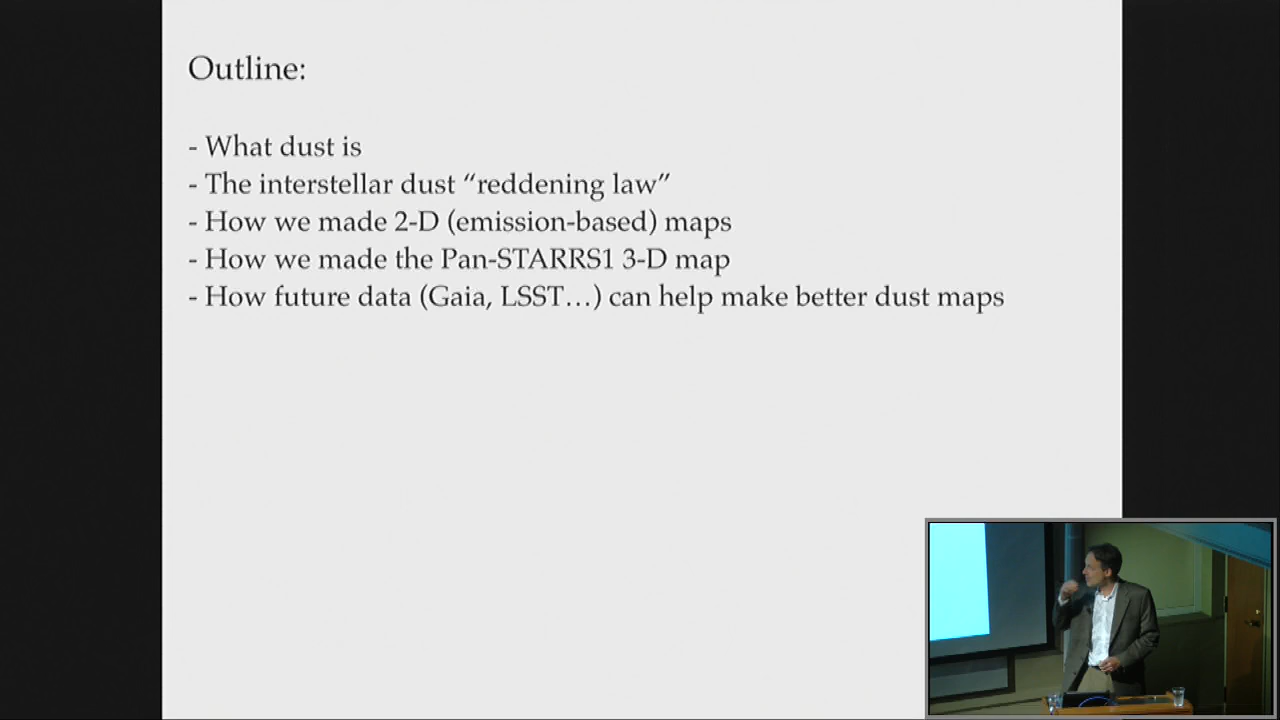 Outline:
- What dust is
- The interstellar dust “reddening law”
- How we made 2-D (emission-based) maps
- How we made the Pan-STARRS1 3-D map
- How future data (Gaia, LSST…) can help make better dust maps